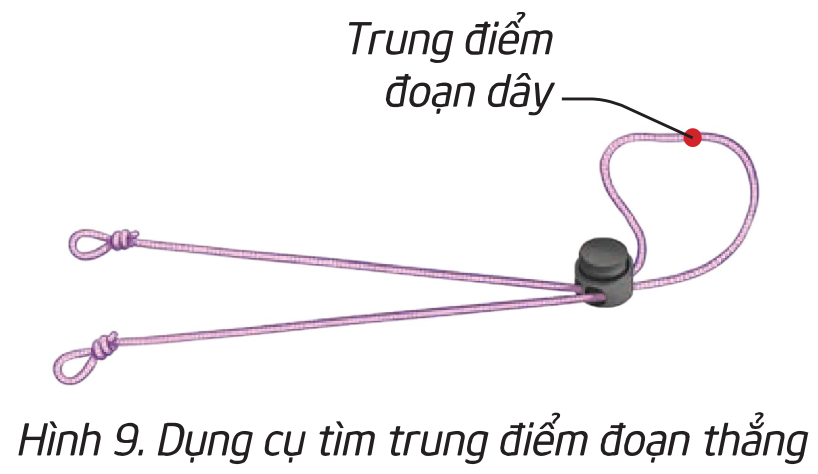 Trung điểm
đoạn dây
Hình 9. Dụng cụ tìm trung điểm đoạn thẳng